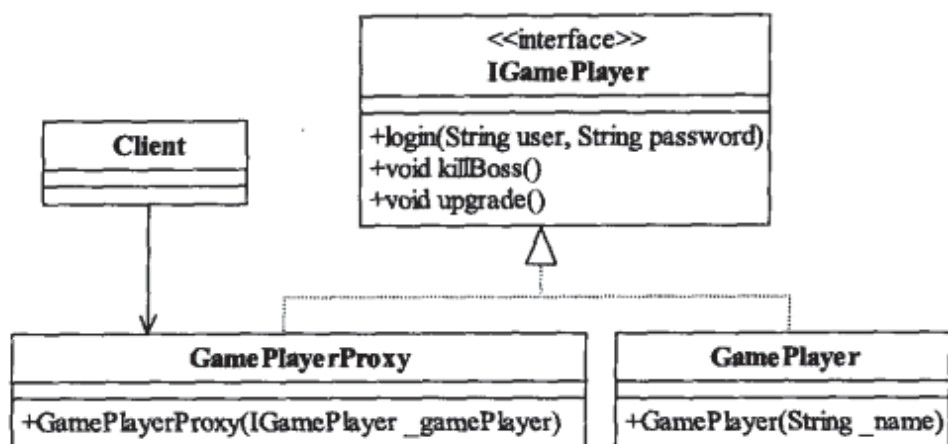 <<interface>>
IGamePlayer
+login(String user, String password)
+void killBoss()
+void upgrade()
Client
GamePlayerProxy
+GamePlayerProxy(IGamePlayer _gamePlayer)
GamePlayer
+GamePlayer(String _name)